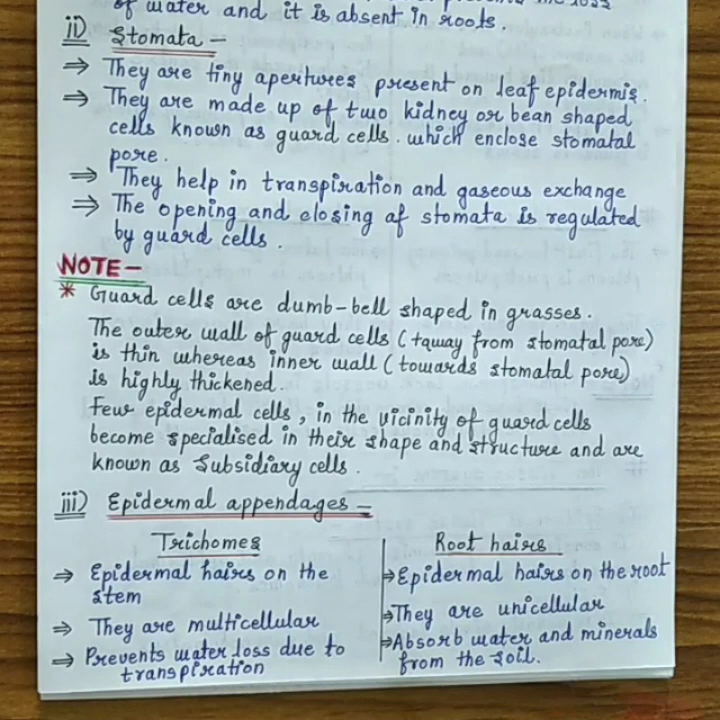 of water and it is absent in roots.
ii) Stomata -
⇒ They are tiny apertures present on leaf epidermis.
⇒ They are made up of two kidney or bean shaped
cells known as guard cells. which enclose stomatal
pore.
⇒ They help in transpiration and gaseous exchange
⇒ The opening and closing of stomata is regulated
by guard cells.
NOTE -
* Guard cells are dumb-bell shaped in grasses.
The outer wall of guard cells (taway from stomatal pore)
is thin whereas inner wall (towards stomatal pore)
is highly thickened.
Few epidermal cells, in the vicinity of guard cells
become specialised in their shape and structure and are
known as Subsidiary cells.
iii) Epidermal appendages -
Trichomes
⇒ Epidermal hairs on the
stem
⇒ They are multicellular
⇒ Prevents water loss due to
transpiration
Root hairs
⇒ Epidermal hairs on the root
⇒ They are unicellular
⇒ Absorb water and minerals
from the soil.